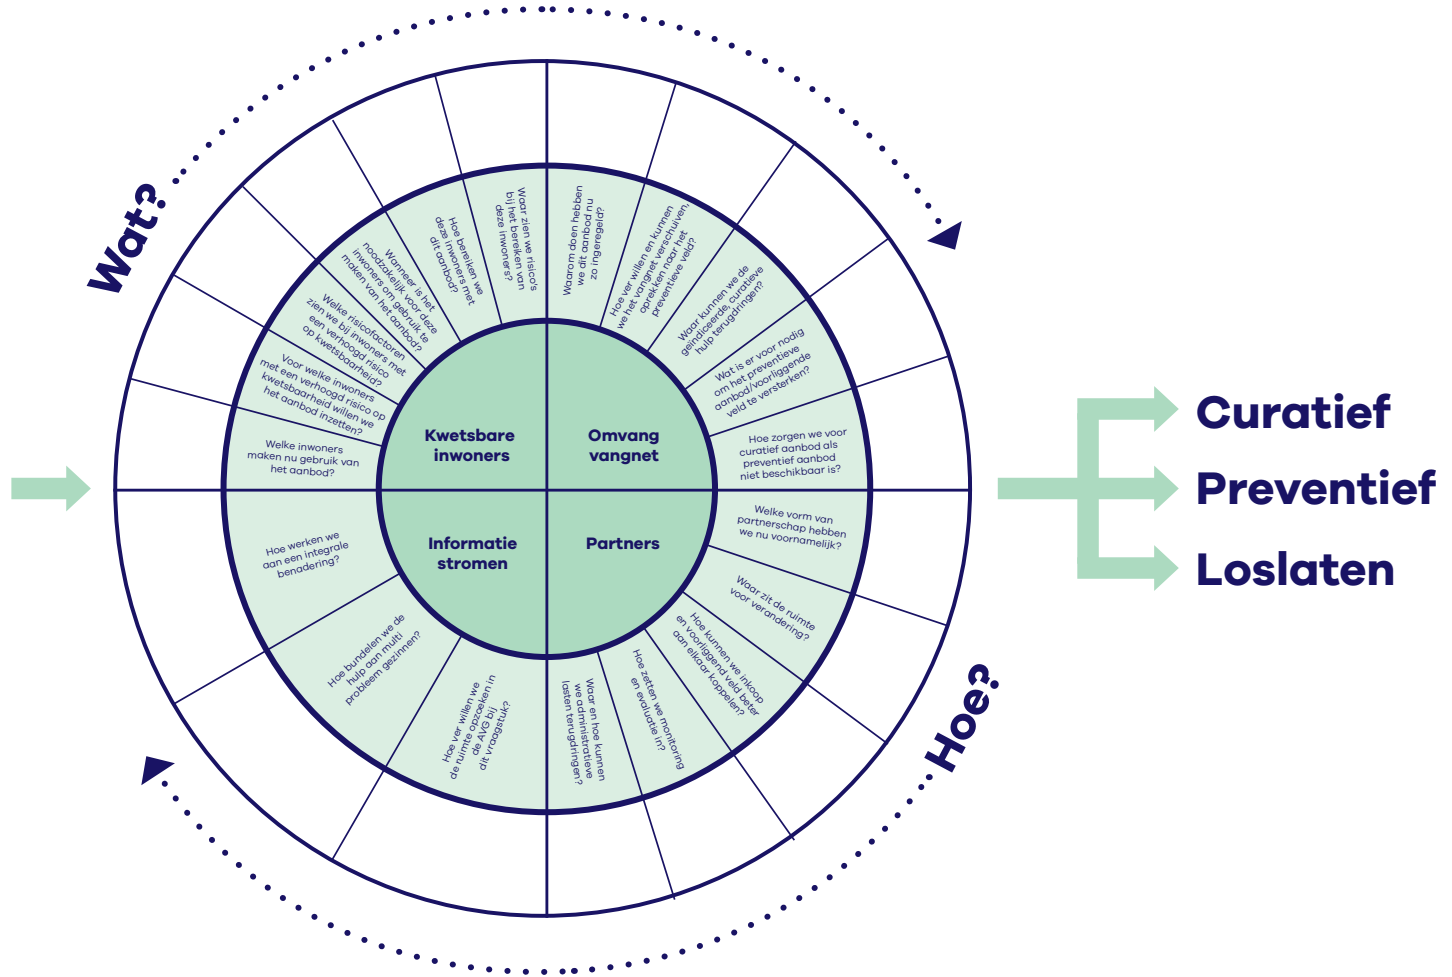 Wat?
Kwetsbare
inwoners
Welke inwoners
maken nu gebruik van
het aanbod?
Voor welke inwoners
met een verhoogd risico op
kwetsbaarheid willen we
het aanbod inzetten?
Welke risicofactoren
zien we bij inwoners met
een verhoogd risico
op kwetsbaarheid?
Wanneer is het
noodzakelijk voor deze
inwoners om gebruik te
maken van het aanbod?
Hoe bereiken we
deze inwoners met
dit aanbod?
Waar zien we risico's
bij het bereiken van
deze inwoners?
Omvang
vangnet
Waarom doen hebben
we dit aanbod nu
zo ingeregeld?
Hoe ver willen en kunnen
we het vangnet verschuiven,
oprekken naar het
preventieve veld?
Waar kunnen we de
geïndiceerde, curatieve
hulp terugdringen?
Wat is er voor nodig
om het preventieve
aanbod/voorliggende
veld te versterken?
Hoe zorgen we voor
curatief aanbod als
preventief aanbod
niet beschikbaar is?
Hoe?
Partners
Welke vorm van
partnerschap hebben
we nu voornamelijk?
Waar zit de ruimte
voor verandering?
Hoe kunnen we inkoop
en voorliggend veld beter
aan elkaar koppelen?
Hoe zetten we monitoring
en evaluatie in?
Waar en hoe kunnen
we administratieve
lasten terugdringen?
Informatie
stromen
Hoe ver willen we
de ruimte opzoeken in
de AVG bij
dit vraagstuk?
Hoe bundelen we de
hulp aan multi
probleem gezinnen?
Hoe werken we
aan een integrale
benadering?
Curatief
Preventief
Loslaten